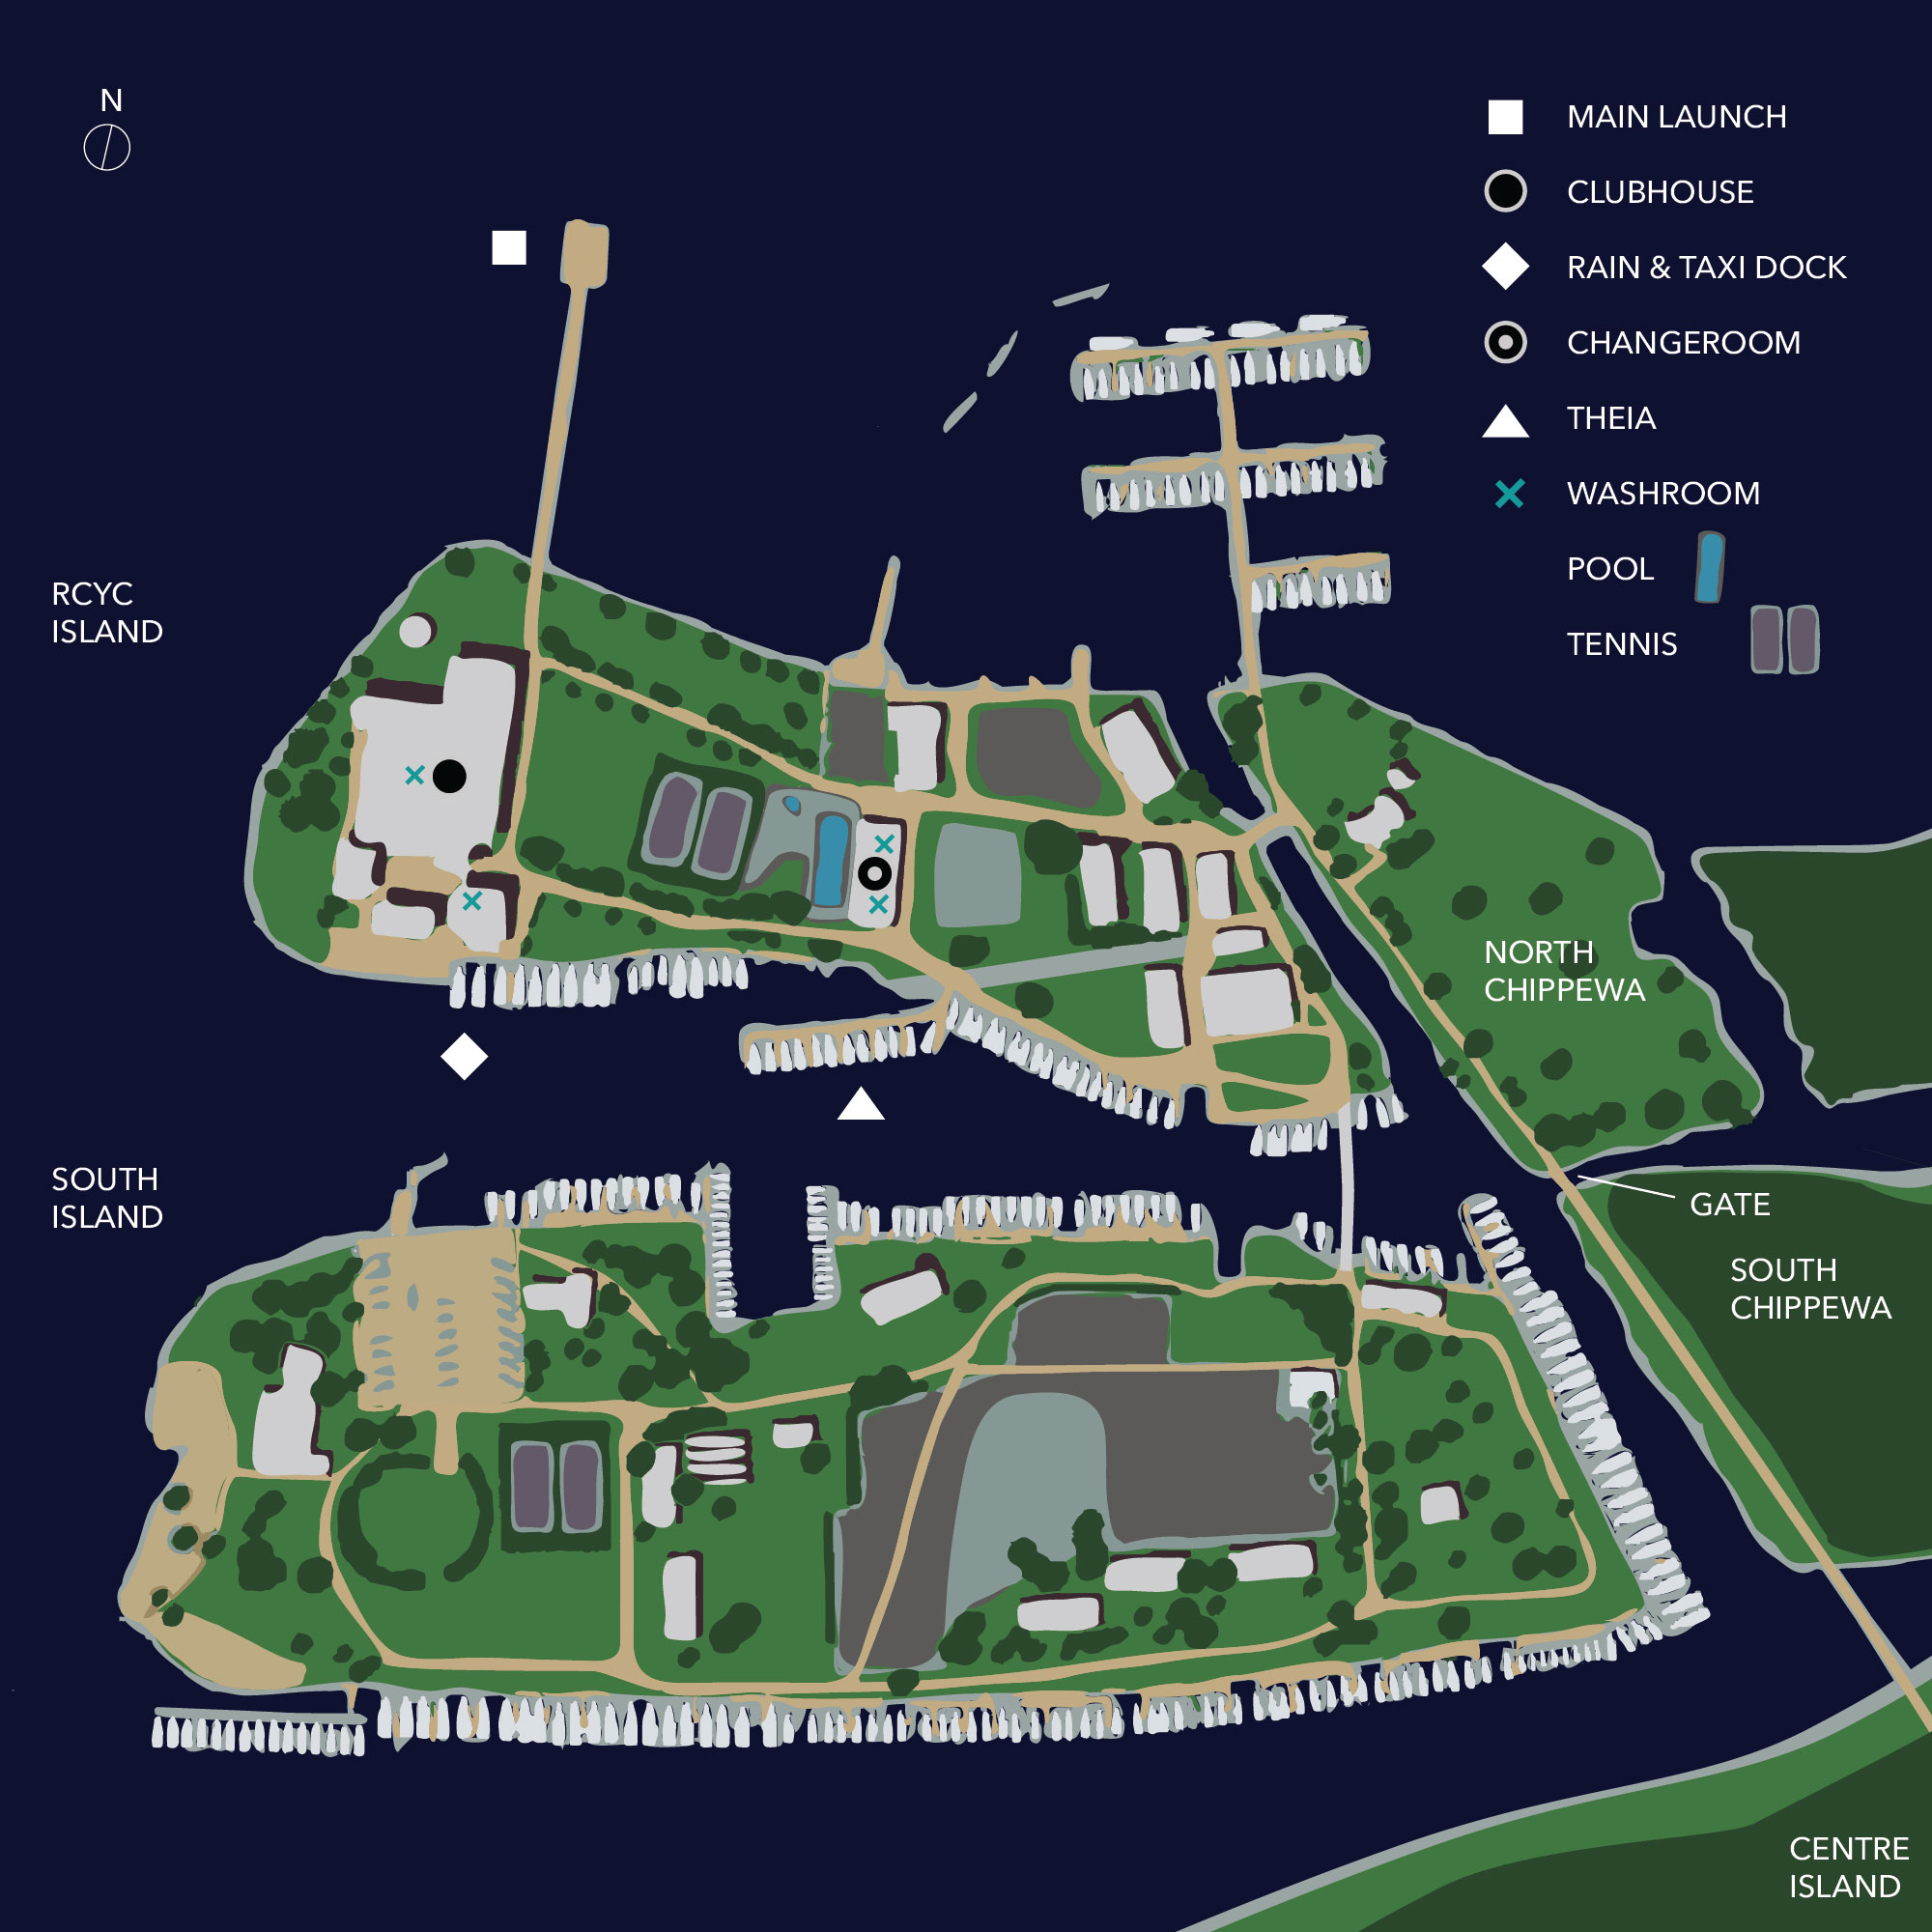 N
MAIN LAUNCH
CLUBHOUSE
RAIN & TAXI DOCK
CHANGEROOM
THEIA
WASHROOM
POOL
TENNIS
RCYC
ISLAND
NORTH
CHIPPEWA
SOUTH
ISLAND
GATE
SOUTH
CHIPPEWA
CENTRE
ISLAND